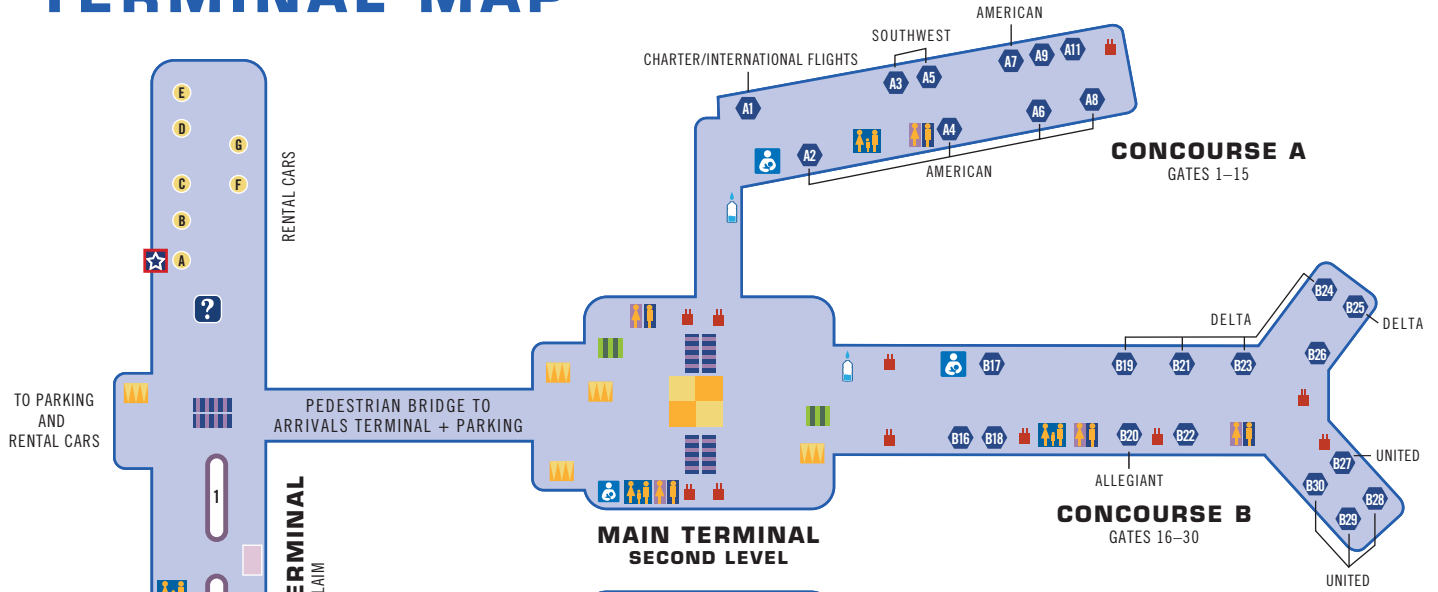 TERMINAL MAP
AMERICAN
SOUTHWEST
CHARTER/INTERNATIONAL FLIGHTS
A1
A3
A5
A7
A9
A11
A2
A4
A6
A8
AMERICAN
CONCOURSE A
GATES 1–15
E
D
G
C
F
B
A
?
RENTAL CARS
TO PARKING
AND
RENTAL CARS
PEDESTRIAN BRIDGE TO
ARRIVALS TERMINAL + PARKING
1
ERMINAL
LAIM
MAIN TERMINAL
SECOND LEVEL
DELTA
B24
B25
DELTA
B17
B19
B21
B23
B26
B16
B18
B20
B22
ALLEGIANT
B27
UNITED
B30
B28
B29
UNITED
CONCOURSE B
GATES 16–30